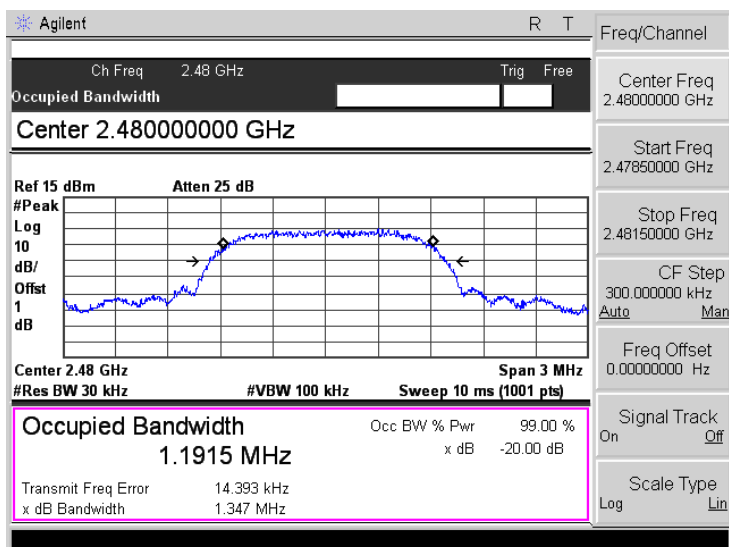 Agilent R T
Ch Freq 2.48 GHz Trig Free
Occupied Bandwidth
Center 2.480000000 GHz
Ref 15 dBm Atten 25 dB
#Peak
Log
10
dB/
Offst
1
dB
Center 2.48 GHz Span 3 MHz
#Res BW 30 kHz #VBW 100 kHz Sweep 10 ms (1001 pts)
Occupied Bandwidth Occ BW % Pwr 99.00 %
1.1915 MHz x dB -20.00 dB
Transmit Freq Error 14.393 kHz
x dB Bandwidth 1.347 MHz
Freq/Channel
Center Freq
2.48000000 GHz
Start Freq
2.47850000 GHz
Stop Freq
2.48150000 GHz
CF Step
300.000000 kHz
Auto Man
Freq Offset
0.00000000 Hz
Signal Track
On Off
Scale Type
Log Lin